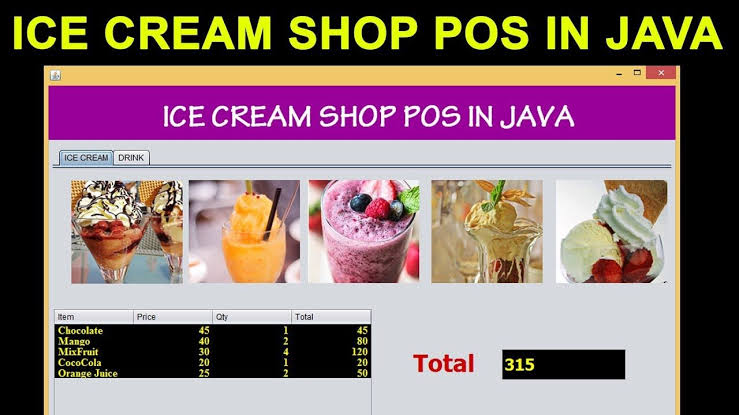 ICE CREAM SHOP POS IN JAVA
ICE CREAM SHOP POS IN JAVA
ICE CREAM DRINK
Item Price Qty Total
Chocolate 45 1 45
Mango 40 2 80
MixFruit 30 4 120
CocoCola 20 1 20
Orange Juice 25 2 50
Total 315